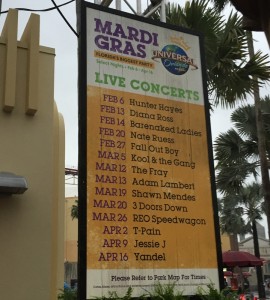 MARDI
GRAS
FLORIDA'S BIGGEST PARTY
UNIVERSAL
LIVE CONCERTS
FEB 6 Hunter Hayes
FEB 13 Diana Ross
FEB 14 Barenaked Ladies
FEB 20 Nate Ruess
FEB 27 Fall Out Boy
MAR 5 Kool & the Gang
MAR 12 The Fray
MAR 13 Adam Lambert
MAR 19 Shawn Mendes
MAR 20 3 Doors Down
MAR 26 REO Speedwagon
APR 2 T-Pain
APR 9 Jessie J
APR 16 Yandel
Please Refer to Park Map For Times